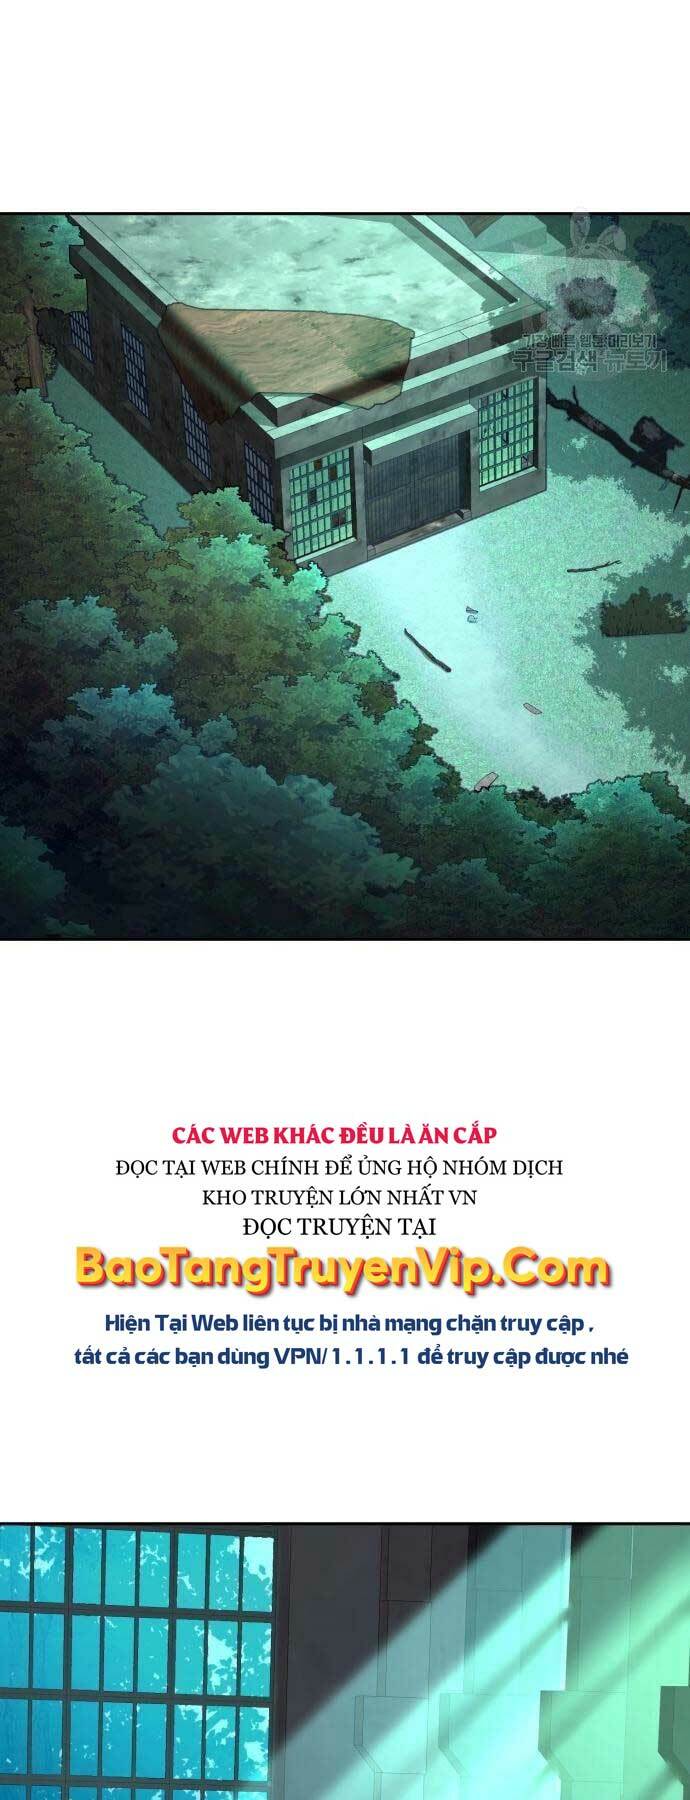 가장 빠른 웹툰 미리보기
구글검색 뉴토끼
CÁC WEB KHÁC ĐỀU LÀ ĂN CẮP
ĐỌC TẠI WEB CHÍNH ĐỂ ỦNG HỘ NHÓM DỊCH
KHO TRUYỆN LỚN NHẤT VN
ĐỌC TRUYỆN TẠI
BaoTangTruyenVip.Com
Hiện Tại Web liên tục bị nhà mạng chặn truy cập,
tất cả các bạn dùng VPN/1.1.1.1 để truy cập được nhé